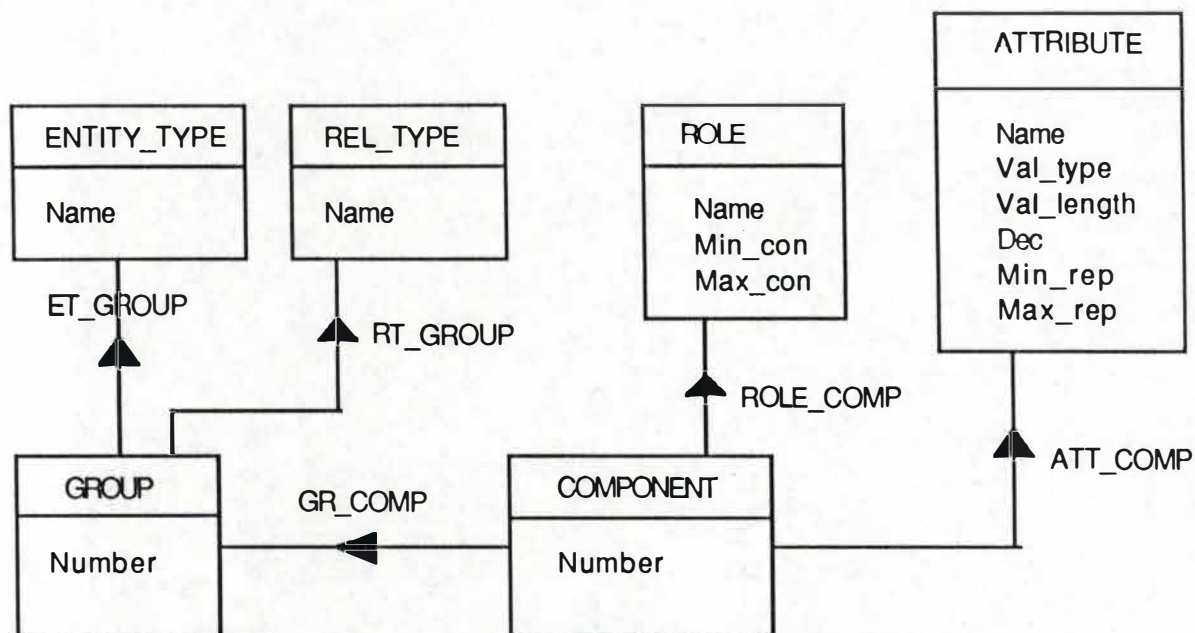 ATTRIBUTE
Name
Val_type
Val_length
Dec
Min_rep
Max_rep
ENTITY_TYPE
Name
REL_TYPE
Name
ROLE
Name
Min_con
Max_con
ET_GROUP
RT_GROUP
ROLE_COMP
ATT_COMP
GROUP
Number
GR_COMP
COMPONENT
Number